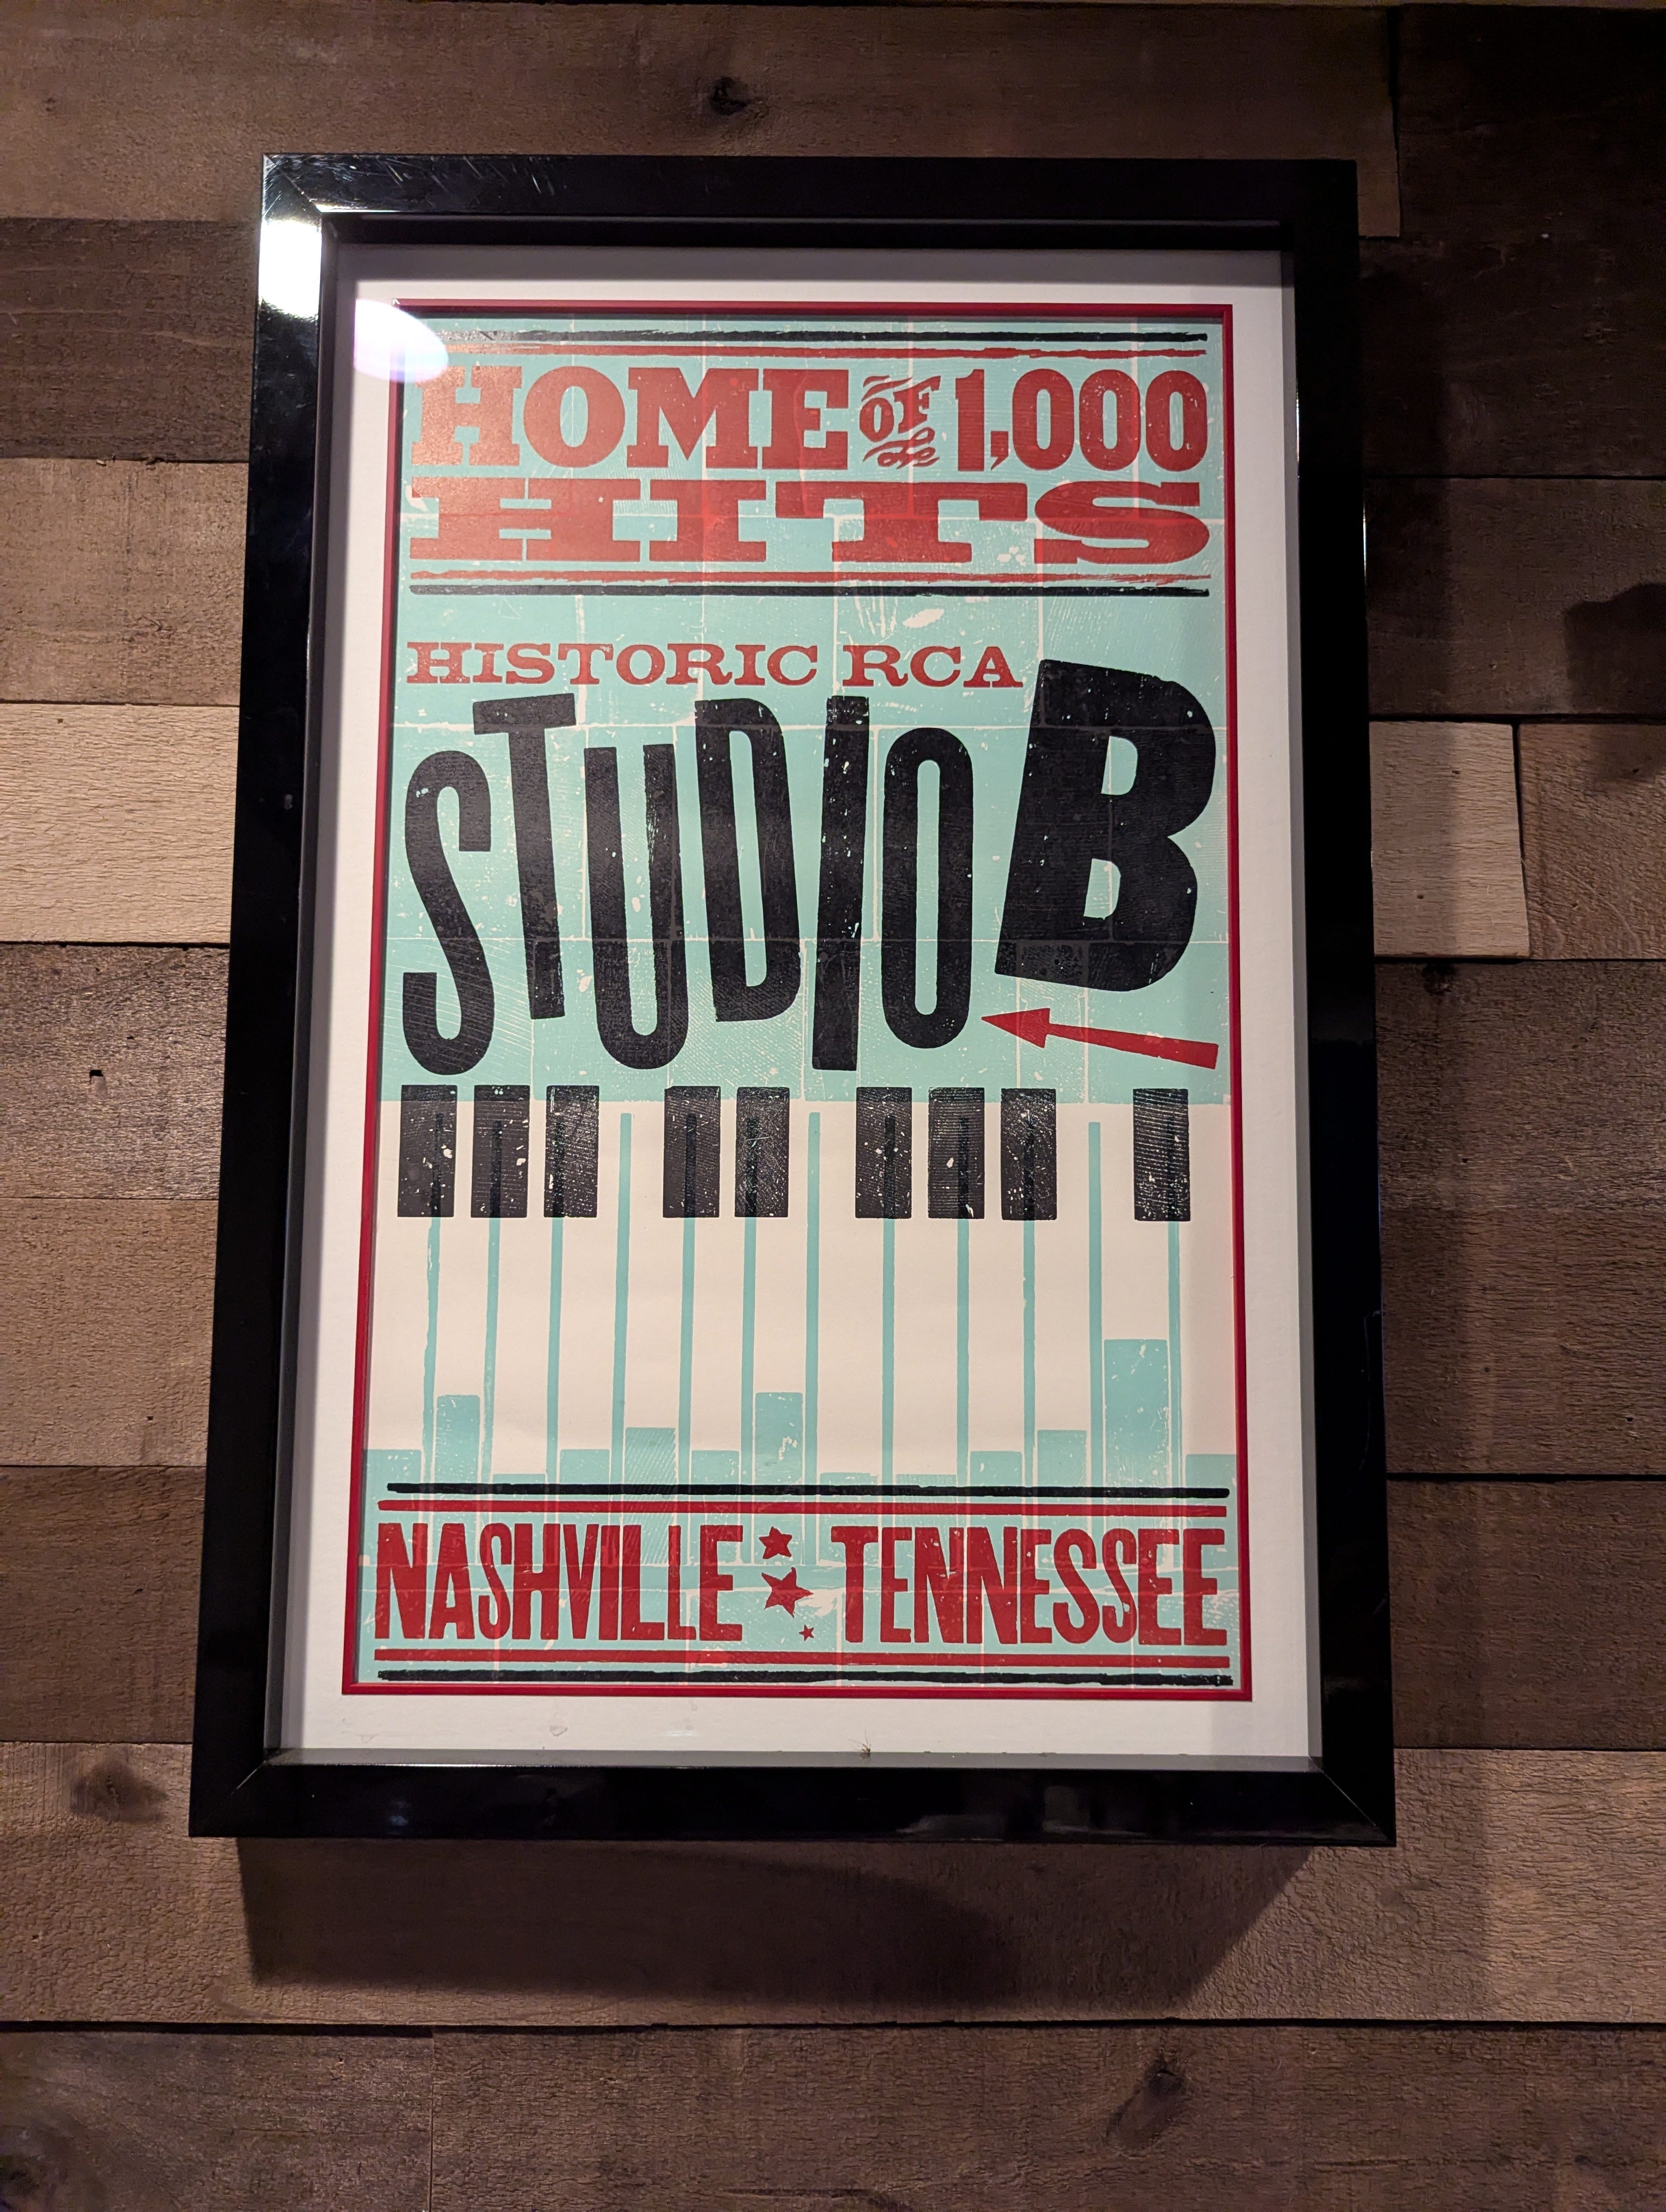 HOME OF 1,000
HITS
HISTORIC RCA
STUDIO B
NASHVILLE TENNESSEE